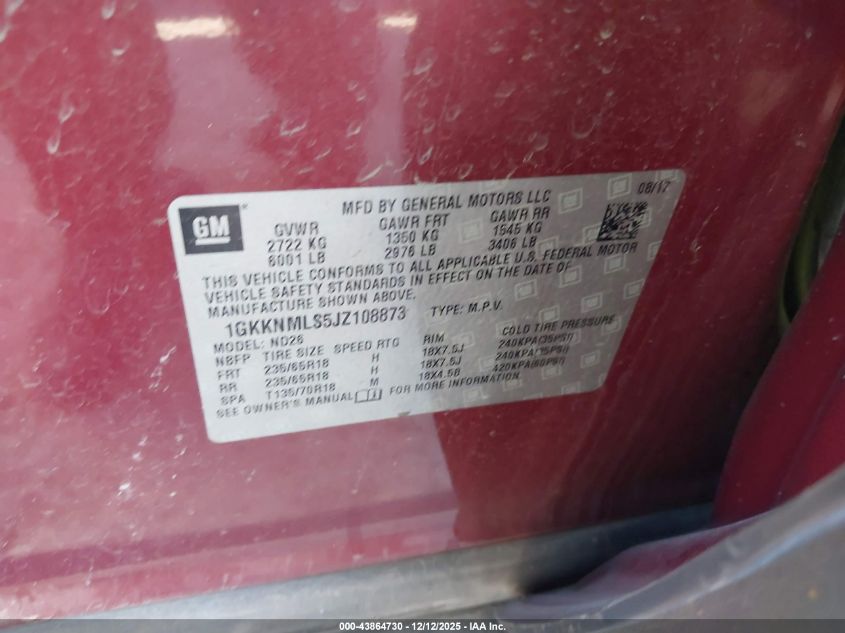 GM
MFD BY GENERAL MOTORS LLC 08/17
GVWR GAWR FRT GAWR RR
2722 KG 1350 KG 1545 KG
6001 LB 2976 LB 3406 LB
THIS VEHICLE CONFORMS TO ALL APPLICABLE U.S. FEDERAL MOTOR
VEHICLE SAFETY STANDARDS IN EFFECT ON THE DATE OF
MANUFACTURE SHOWN ABOVE.
1GKKNMLS5JZ108873 TYPE: M.P.V.
MODEL: ND26
NBFP TIRE SIZE SPEED RTG RIM COLD TIRE PRESSURE
FRT 235/65R18 H 18X7.5J 240KPA(35PSI)
RR 235/65R18 H 18X7.5J 240KPA(35PSI)
SPA T135/70R18 M 18X4.5B 420KPA(60PSI)
SEE OWNER'S MANUAL FOR MORE INFORMATION
000-43864730 - 12/12/2025 - IAA Inc.